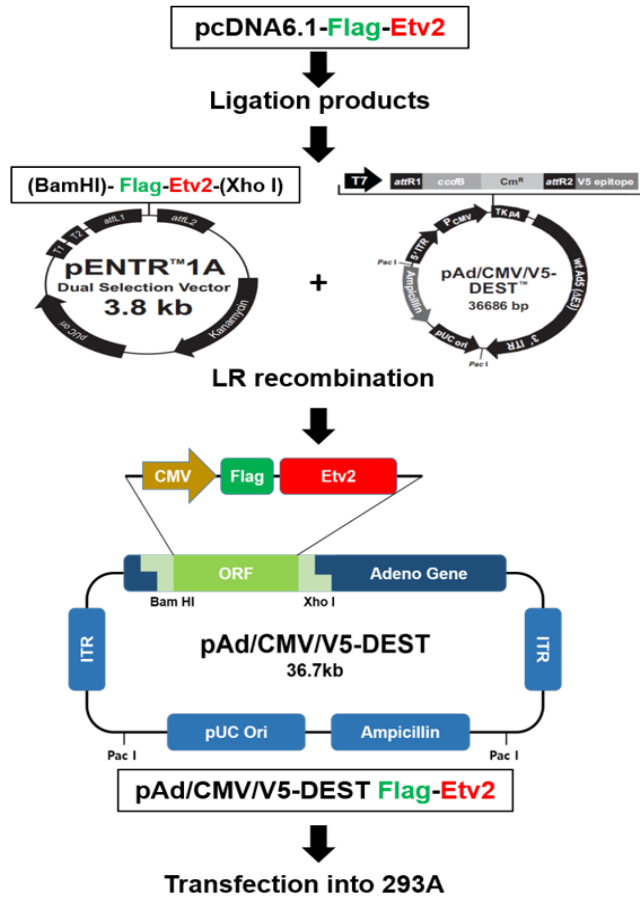 pcDNA6.1-Flag-Etv2
Ligation products
(BamHI)- Flag-Etv2-(Xho I)
attL1
attL2
T2
T1
pENTR™1A
Dual Selection Vector
3.8 kb
pUC ori
Kanamycin
+
T7
attR1
ccdB
CmR
attR2
V5 epitope
PCMV
TK pA
5' ITR
Pac I
Ampicillin
pAd/CMV/V5-
DEST™
36686 bp
wt Ad5 (ΔE3)
pUC ori
3' ITR
Pac I
LR recombination
CMV
Flag
Etv2
ORF
Adeno Gene
Bam HI
Xho I
ITR
ITR
pAd/CMV/V5-DEST
36.7kb
pUC Ori
Ampicillin
Pac I
Pac I
pAd/CMV/V5-DEST Flag-Etv2
Transfection into 293A